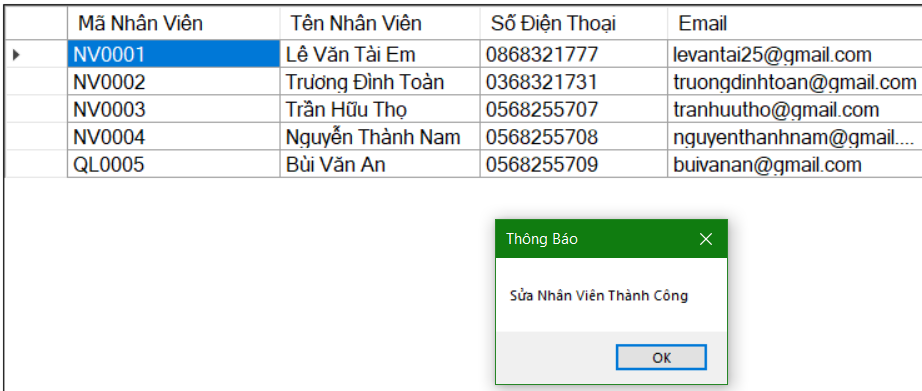 Mã Nhân Viên Tên Nhân Viên Số Điện Thoại Email
NV0001 Lê Văn Tài Em 0868321777 levantai25@gmail.com
NV0002 Trương Đình Toàn 0368321731 truongdinhtoan@gmail.com
NV0003 Trần Hữu Thọ 0568255707 tranhuutho@gmail.com
NV0004 Nguyễn Thành Nam 0568255708 nguyenthanhnam@gmail....
QL0005 Bùi Văn An 0568255709 buivanan@gmail.com
Thông Báo
Sửa Nhân Viên Thành Công
OK